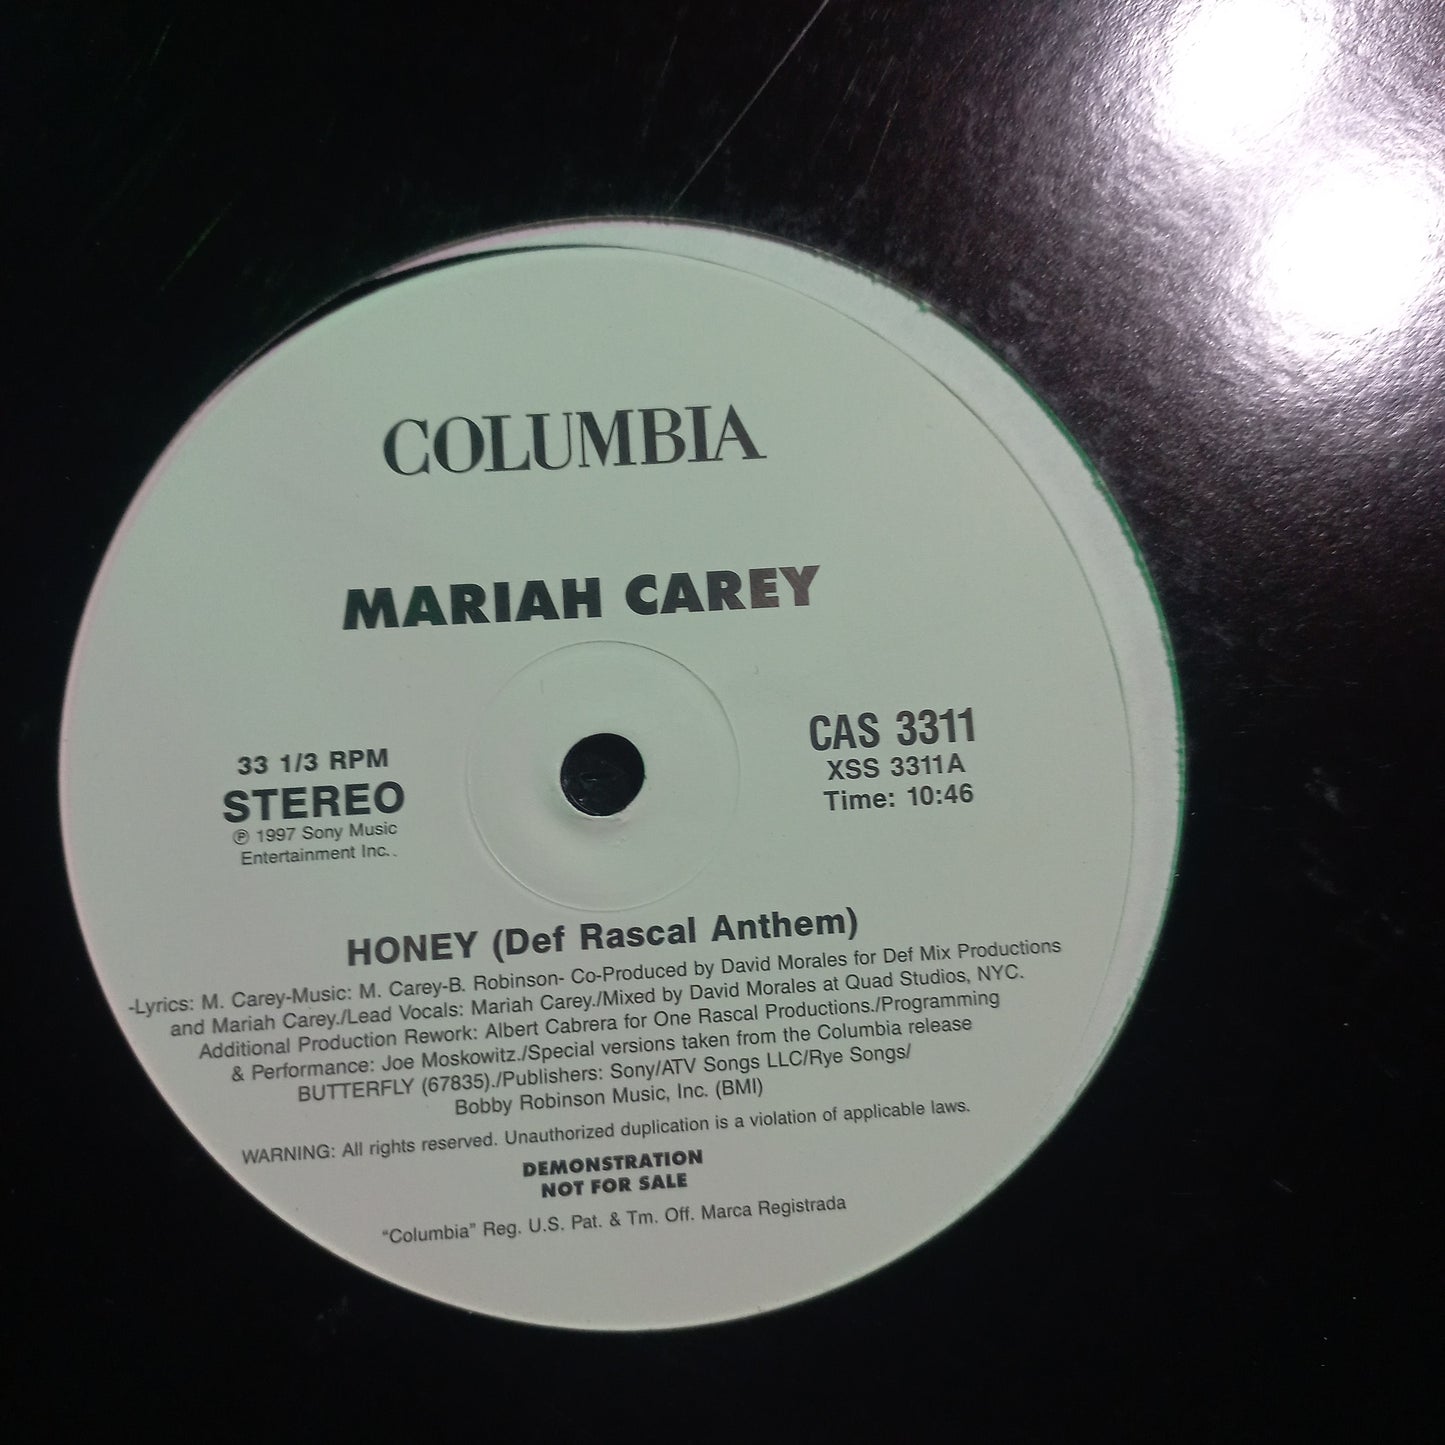 COLUMBIA
MARIAH CAREY
33 1/3 RPM
STEREO
℗ 1997 Sony Music
Entertainment Inc..
CAS 3311
XSS 3311A
Time: 10:46
HONEY (Def Rascal Anthem)
-Lyrics: M. Carey-Music: M. Carey-B. Robinson- Co-Produced by David Morales for Def Mix Productions
and Mariah Carey./Lead Vocals: Mariah Carey./Mixed by David Morales at Quad Studios, NYC.
Additional Production Rework: Albert Cabrera for One Rascal Productions./Programming
& Performance: Joe Moskowitz./Special versions taken from the Columbia release
BUTTERFLY (67835)./Publishers: Sony/ATV Songs LLC/Rye Songs/
Bobby Robinson Music, Inc. (BMI)
WARNING: All rights reserved. Unauthorized duplication is a violation of applicable laws.
DEMONSTRATION
NOT FOR SALE
“Columbia” Reg. U.S. Pat. & Tm. Off. Marca Registrada